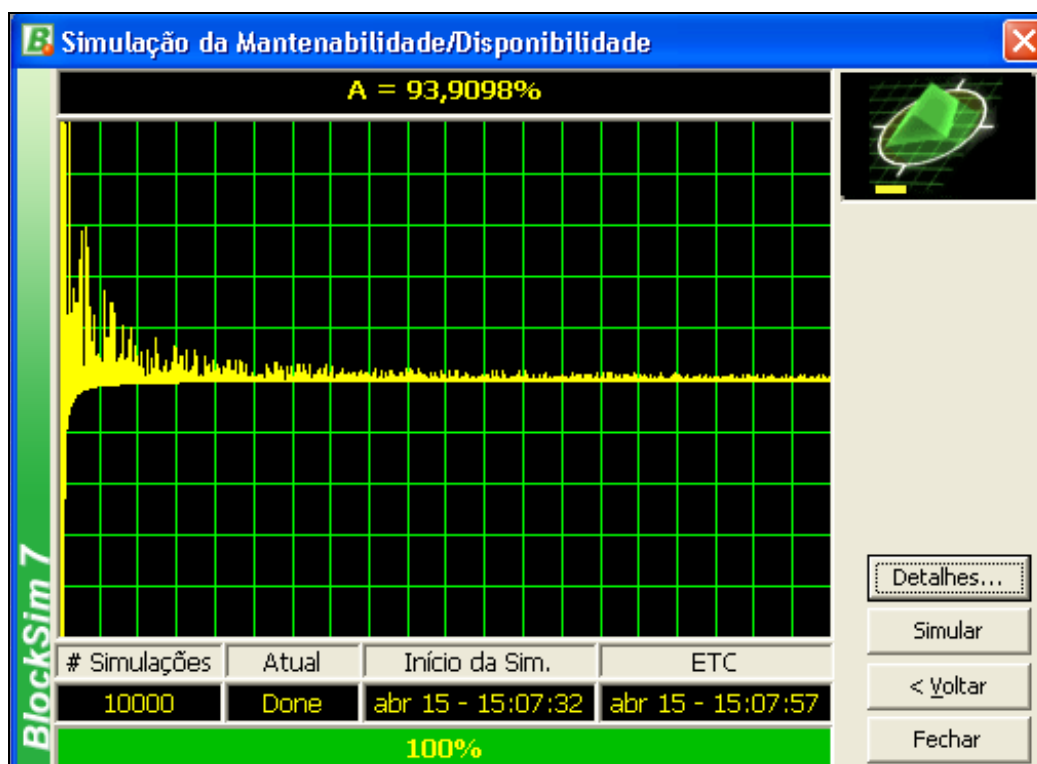 Simulação da Mantenabilidade/Disponibilidade
A = 93,9098%
BlockSim 7
# Simulações Atual Início da Sim. ETC
10000 Done abr 15 - 15:07:32 abr 15 - 15:07:57
100%
Detalhes...
Simular
< Voltar
Fechar